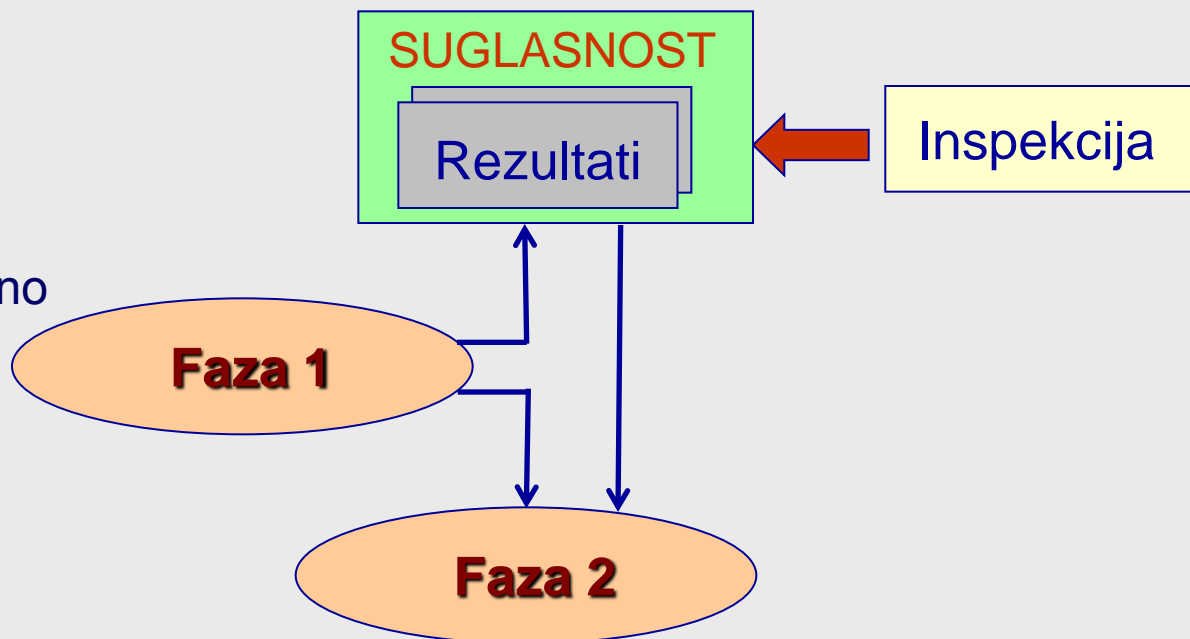 SUGLASNOST
Rezultati
Inspekcija
no
Faza 1
Faza 2